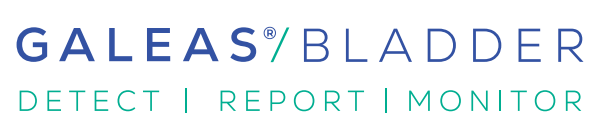 GALEAS®/BLADDER
DETECT | REPORT | MONITOR